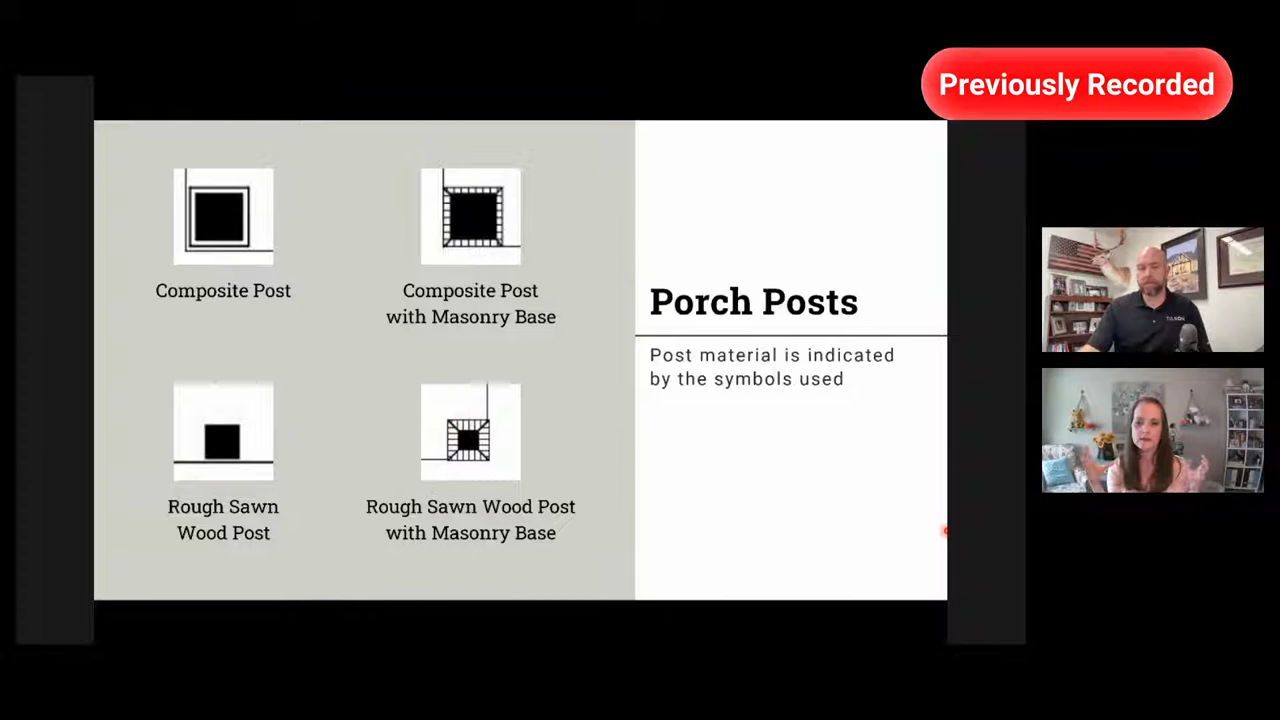 Previously Recorded
Composite Post
Composite Post
with Masonry Base
Rough Sawn
Wood Post
Rough Sawn Wood Post
with Masonry Base
Porch Posts
Post material is indicated
by the symbols used